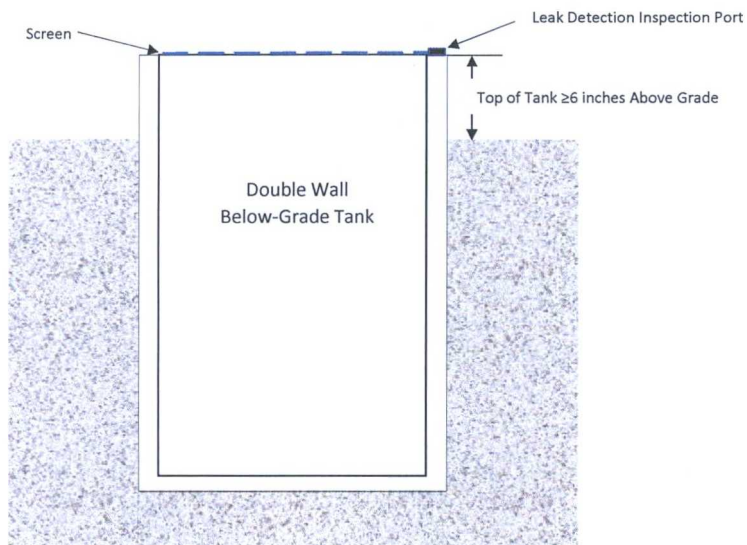 Leak Detection Inspection Port
Screen
Top of Tank ≥6 inches Above Grade
Double Wall
Below-Grade Tank